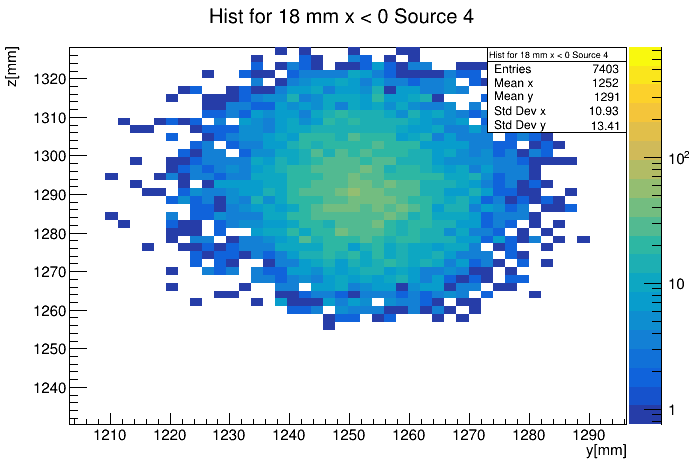 Hist for 18 mm x < 0 Source 4
z[mm]
Hist for 18 mm x < 0 Source 4
Entries 7403
Mean x 1252
Mean y 1291
Std Dev x 10.93
Std Dev y 13.41
1320
1310
1300
1290
1280
1270
1260
1250
1240
10²
10
1
1210 1220 1230 1240 1250 1260 1270 1280 1290
y[mm]